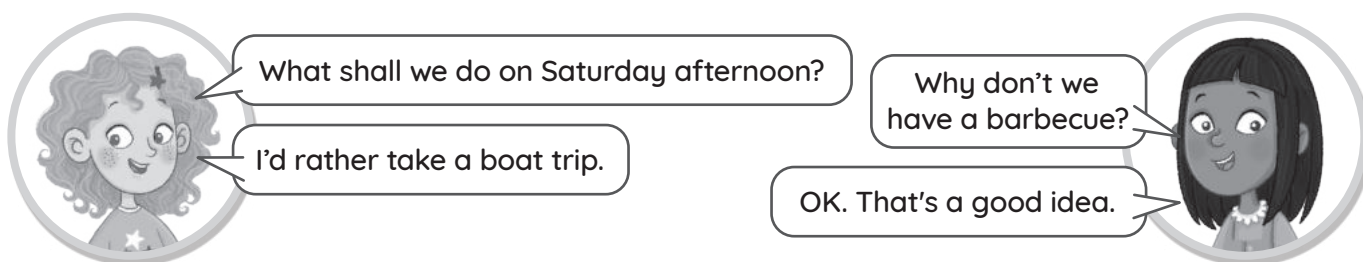 What shall we do on Saturday afternoon?
Why don’t we
have a barbecue?
I’d rather take a boat trip.
OK. That's a good idea.